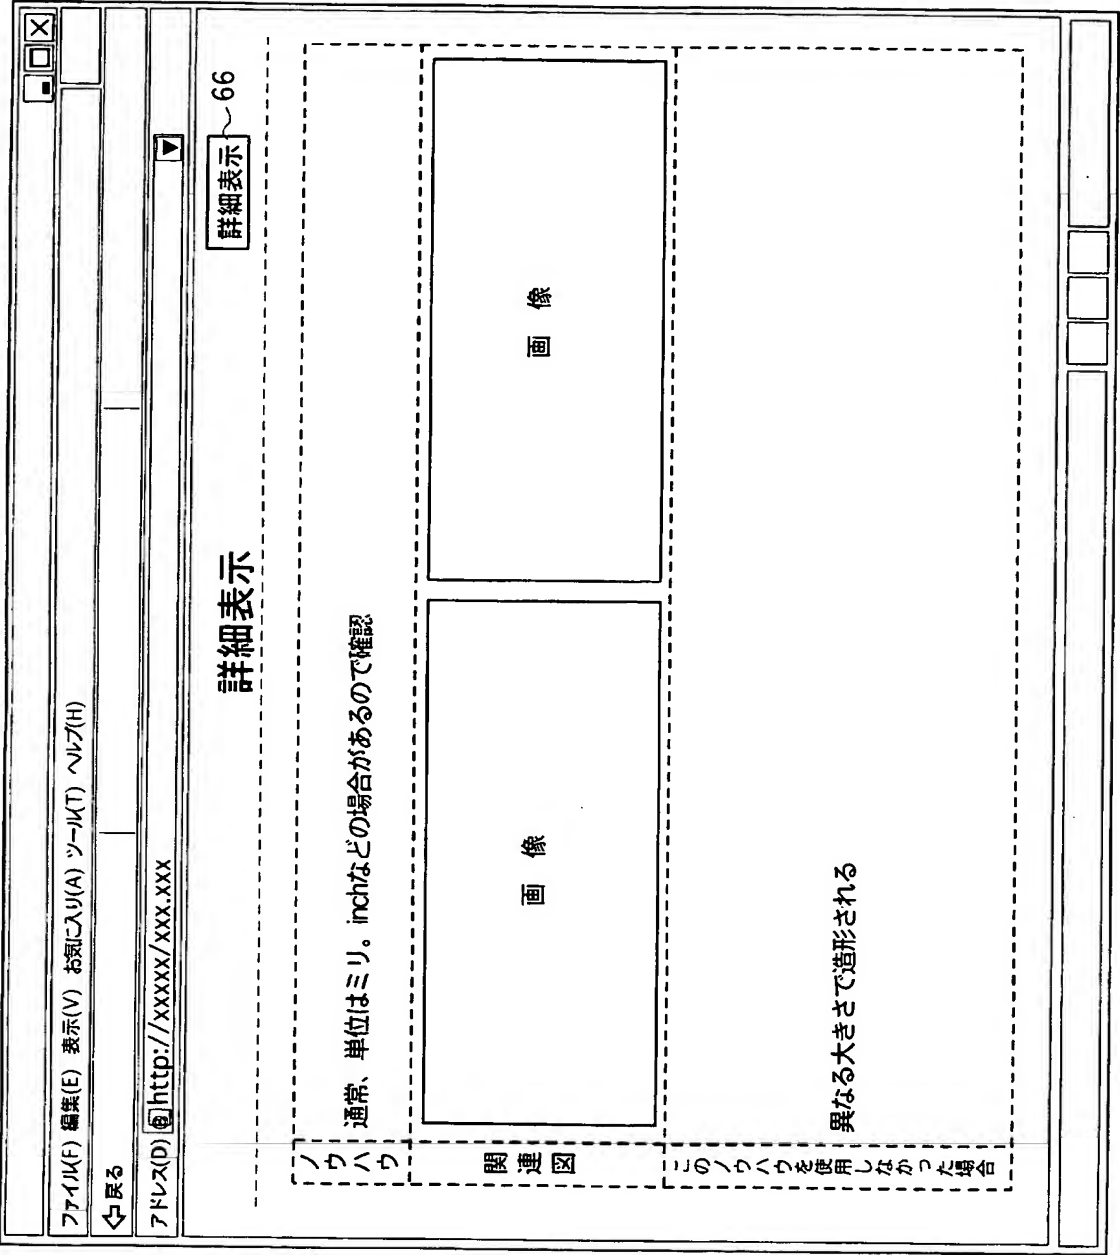 ファイル(F) 編集(E) 表示(V) お気に入り(A) ツール(T) ヘルプ(H)
戻る
アドレス(D) http://xxxxx/xxx.xxx
詳細表示
詳細表示 66
ノウハウ
通常、単位はミリ。inchなどの場合があるので確認
関連図
画像
画像
このノウハウを使用しなかった場合
異なる大きさで造形される